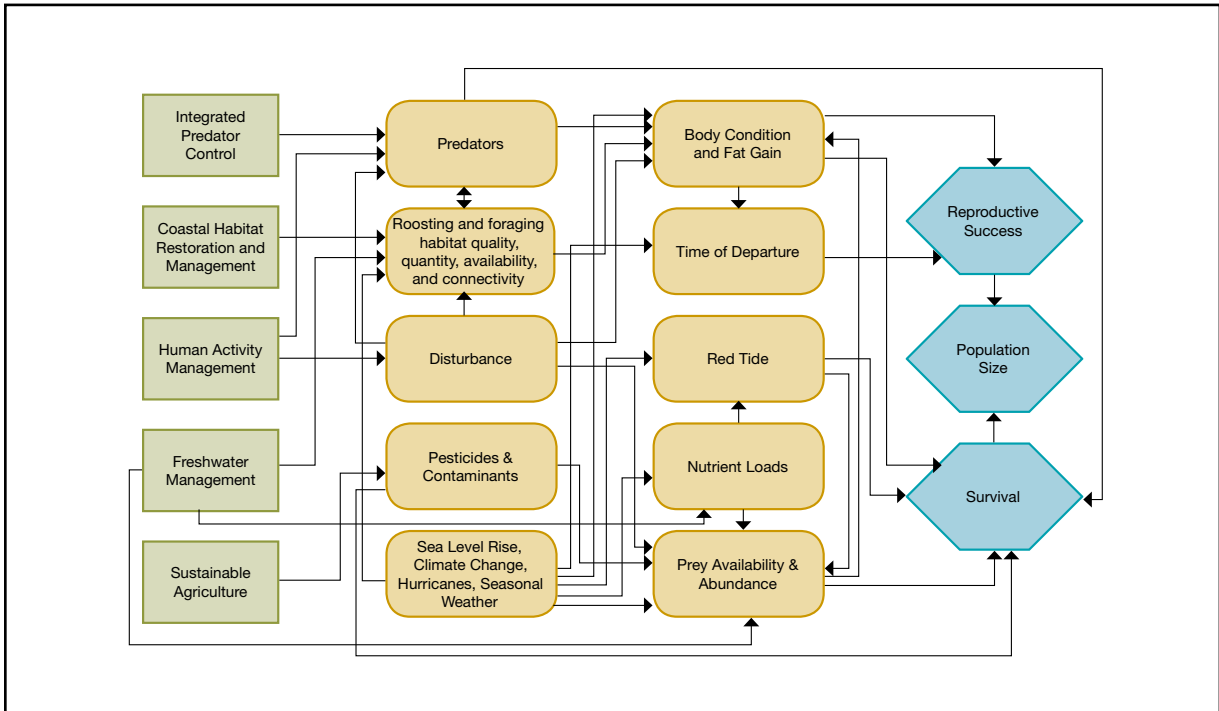 Integrated
Predator
Control
Predators
Body Condition
and Fat Gain
Coastal Habitat
Restoration and
Management
Roosting and foraging
habitat quality,
quantity, availability,
and connectivity
Time of Departure
Reproductive
Success
Human Activity
Management
Disturbance
Red Tide
Population
Size
Freshwater
Management
Pesticides &
Contaminants
Nutrient Loads
Survival
Sustainable
Agriculture
Sea Level Rise,
Climate Change,
Hurricanes, Seasonal
Weather
Prey Availability &
Abundance